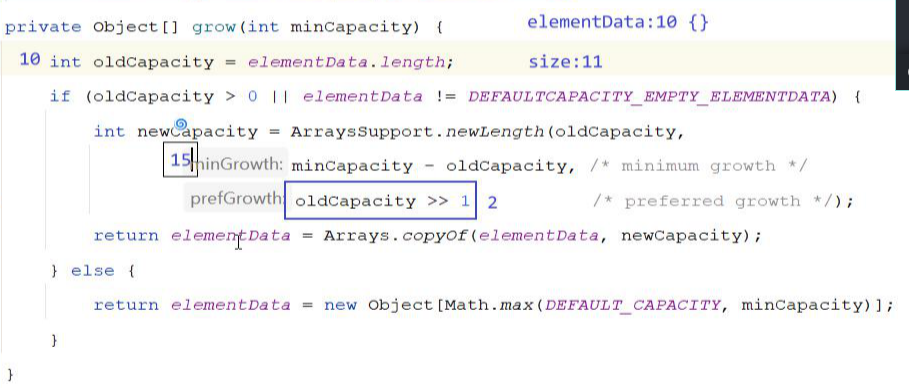 private Object[] grow(int minCapacity) { elementData:10 {}
10 int oldCapacity = elementData.length; size:11
if (oldCapacity > 0 || elementData != DEFAULTCAPACITY_EMPTY_ELEMENTDATA) {
int newCapacity = ArraysSupport.newLength(oldCapacity,
15 minGrowth: minCapacity - oldCapacity, /* minimum growth */
prefGrowth: oldCapacity >> 1 2 /* preferred growth */);
return elementData = Arrays.copyOf(elementData, newCapacity);
} else {
return elementData = new Object[Math.max(DEFAULT_CAPACITY, minCapacity)];
}
}